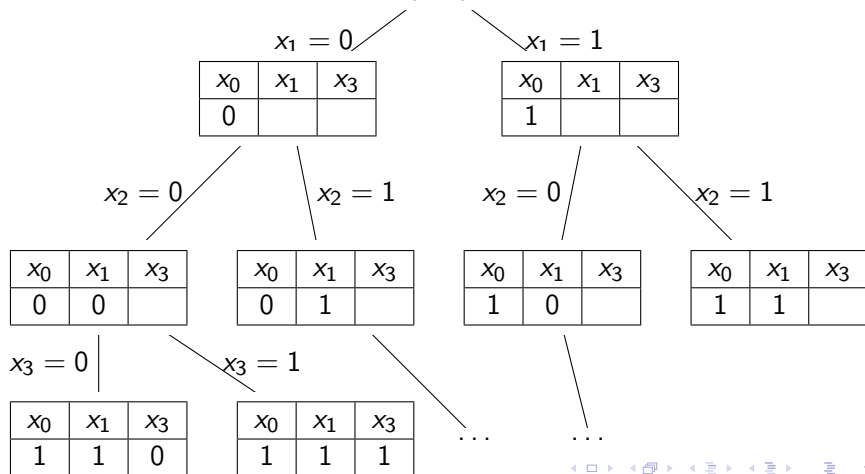 x₁ = 0 x₁ = 1
x₀ x₁ x₃ x₀ x₁ x₃
0 1
x₂ = 0 x₂ = 1 x₂ = 0 x₂ = 1
x₀ x₁ x₃ x₀ x₁ x₃ x₀ x₁ x₃ x₀ x₁ x₃
0 0 0 1 1 0 1 1
x₃ = 0 x₃ = 1
x₀ x₁ x₃ x₀ x₁ x₃ ... ...
1 1 0 1 1 1